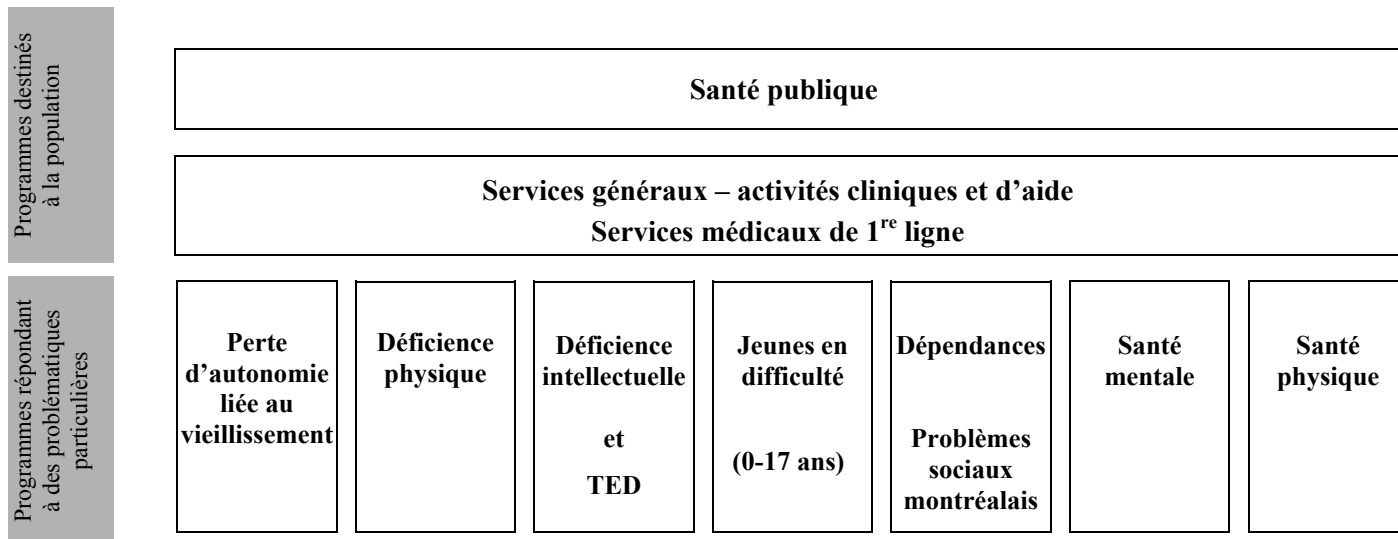 Programmes destinés
à la population
Santé publique
Services généraux – activités cliniques et d’aide
Services médicaux de 1re ligne
Programmes répondant
à des problématiques
particulières
Perte
d’autonomie
liée au
vieillissement
Déficience
physique
Déficience
intellectuelle
et
TED
Jeunes en
difficulté
(0-17 ans)
Dépendances
Problèmes
sociaux
montréalais
Santé
mentale
Santé
physique